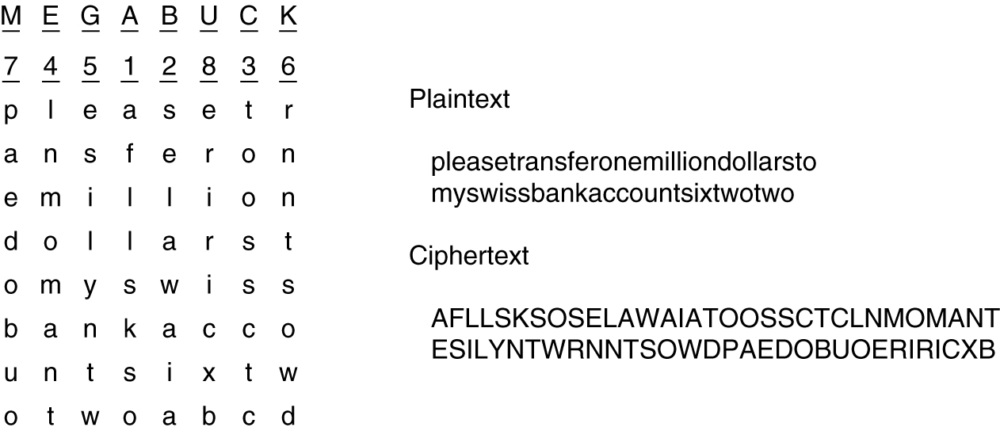 M E G A B U C K
7 4 5 1 2 8 3 6
p l e a s e t r
a n s f e r o n
e m i l l i o n
d o l l a r s t
o m y s w i s s
b a n k a c c o
u n t s i x t w
o t w o a b c d
Plaintext
pleasetransferonemilliondollarsto
myswissbankaccountsixtwotwo
Ciphertext
AFLLSKSOSELAWAIATOOSSCTCLNMOMANT
ESILYNTWRNNTSOWDPAEDOBUOERIRICXB